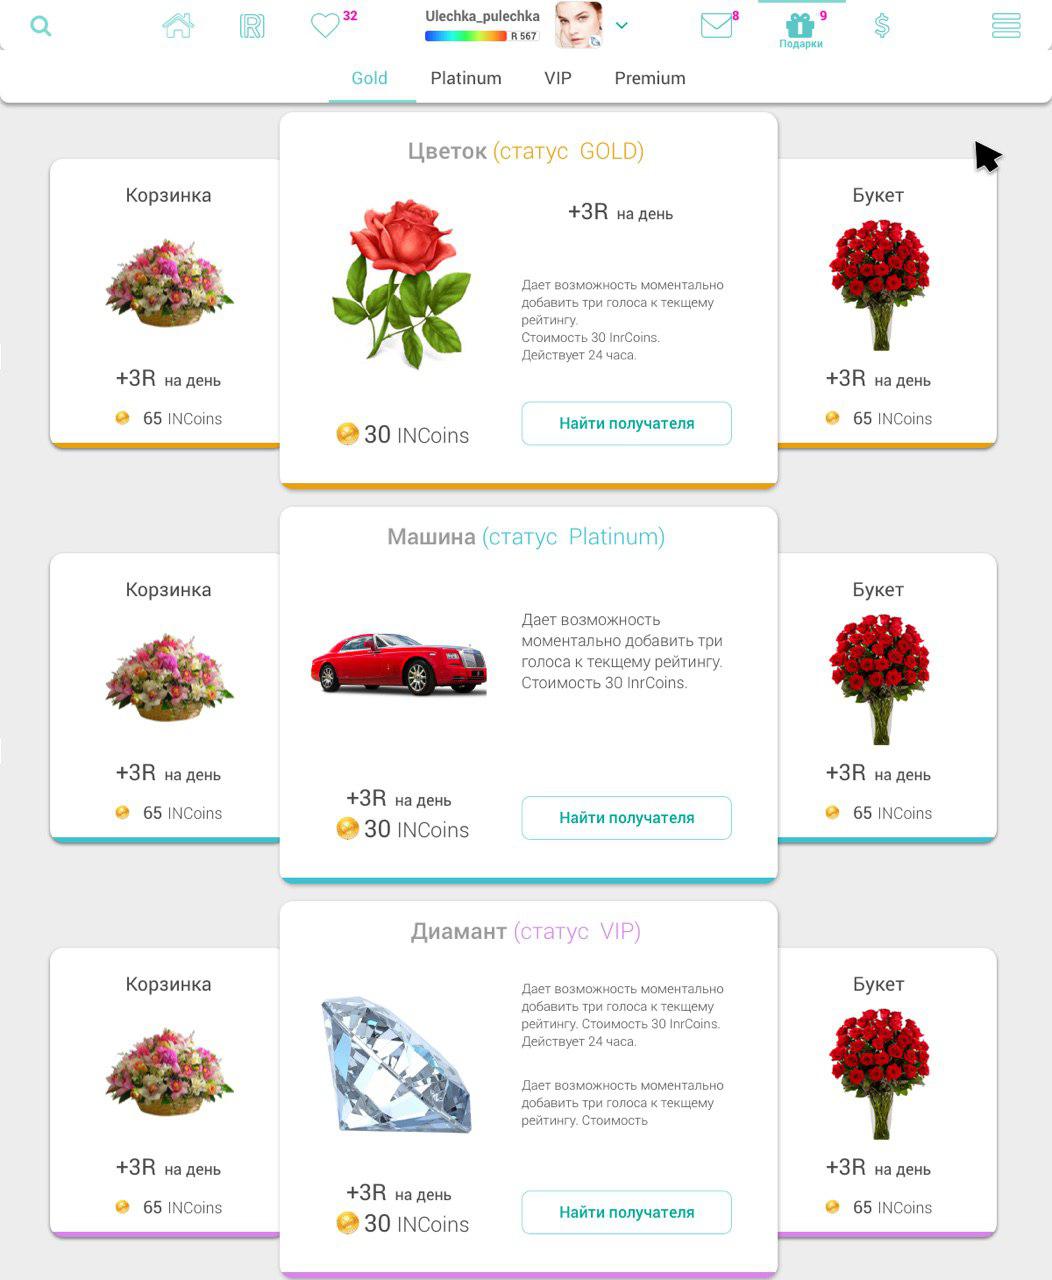 32
Ulechka_pulechka
R 567
8
9
Подарки
Gold Platinum VIP Premium
Цветок (статус GOLD)
Корзинка
+3R на день
65 INCoins
+3R на день
Дает возможность моментально
добавить три голоса к текщему
рейтингу.
Стоимость 30 InrCoins.
Действует 24 часа.
30 INCoins
Найти получателя
Букет
+3R на день
65 INCoins
Машина (статус Platinum)
Корзинка
+3R на день
65 INCoins
Дает возможность
моментально добавить три
голоса к текщему рейтингу.
Стоимость 30 InrCoins.
+3R на день
30 INCoins
Найти получателя
Букет
+3R на день
65 INCoins
Диамант (статус VIP)
Корзинка
+3R на день
65 INCoins
Дает возможность моментально
добавить три голоса к текщему
рейтингу. Стоимость 30 InrCoins.
Действует 24 часа.
Дает возможность моментально
добавить три голоса к текщему
рейтингу. Стоимость
+3R на день
30 INCoins
Найти получателя
Букет
+3R на день
65 INCoins